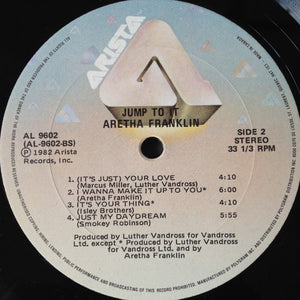 ARISTA
JUMP TO IT
ARETHA FRANKLIN
AL 9602
(AL-9602-BS)
Ⓟ 1982 Arista
Records, Inc.
SIDE 2
STEREO
33 1/3 RPM
1. (IT'S JUST) YOUR LOVE 4:10
(Marcus Miller, Luther Vandross)
2. I WANNA MAKE IT UP TO YOU* 6:10
(Aretha Franklin)
3. IT'S YOUR THING* 4:10
(Isley Brothers)
4. JUST MY DAYDREAM 5:55
(Smokey Robinson)
Produced by Luther Vandross for Vandross
Ltd. except * Produced by Luther Vandross
for Vandross Ltd. and by
Aretha Franklin